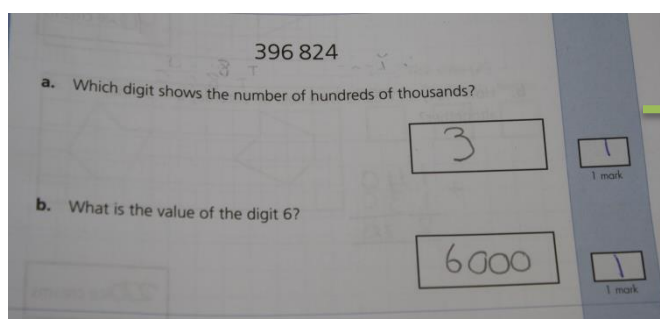 396 824
a. Which digit shows the number of hundreds of thousands?
3
1
1 mark
b. What is the value of the digit 6?
6000
1
1 mark